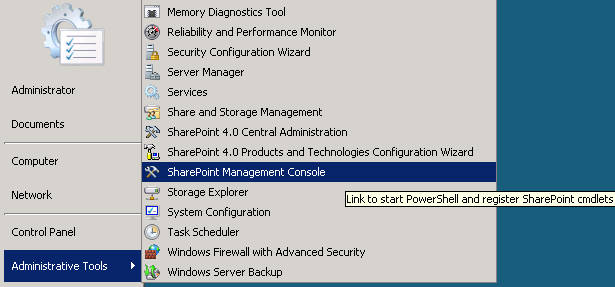 Administrator
Documents
Computer
Network
Control Panel
Administrative Tools
Memory Diagnostics Tool
Reliability and Performance Monitor
Security Configuration Wizard
Server Manager
Services
Share and Storage Management
SharePoint 4.0 Central Administration
SharePoint 4.0 Products and Technologies Configuration Wizard
SharePoint Management Console
Link to start PowerShell and register SharePoint cmdlets
Storage Explorer
System Configuration
Task Scheduler
Windows Firewall with Advanced Security
Windows Server Backup